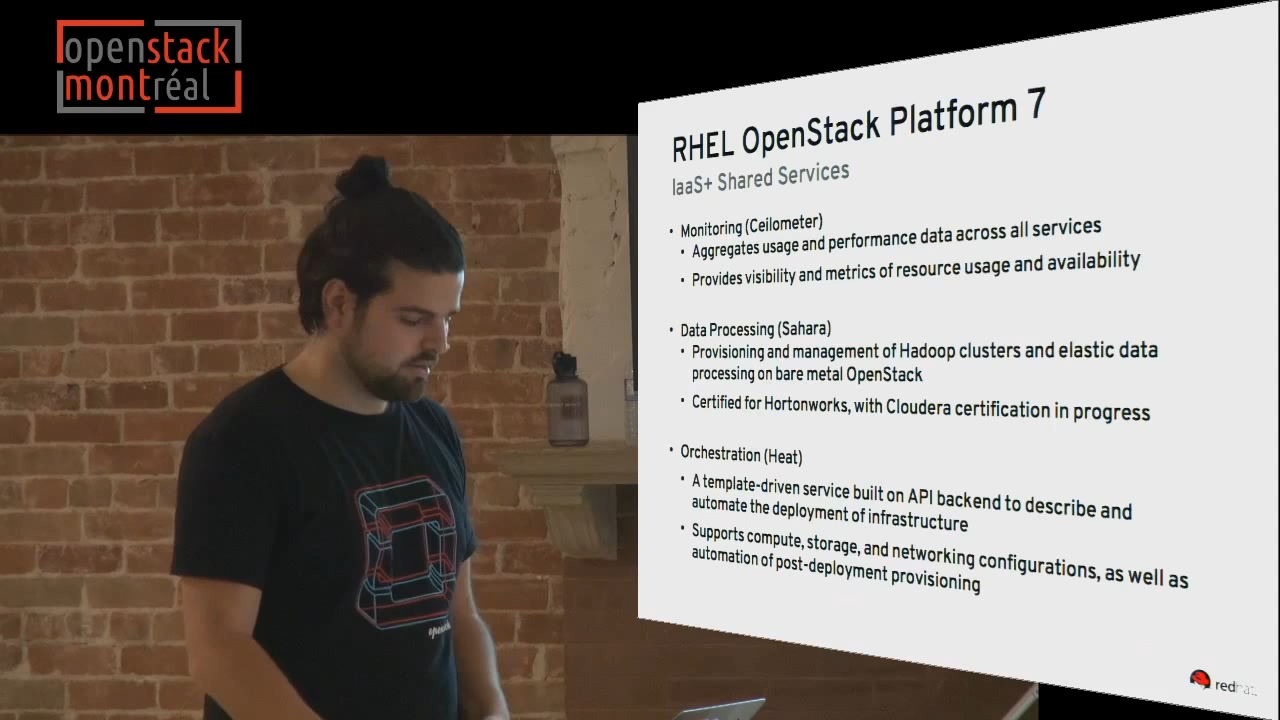 openstack
montréal
RHEL OpenStack Platform 7
IaaS+ Shared Services
• Monitoring (Ceilometer)
• Aggregates usage and performance data across all services
• Provides visibility and metrics of resource usage and availability
• Data Processing (Sahara)
• Provisioning and management of Hadoop clusters and elastic data
processing on bare metal OpenStack
• Certified for Hortonworks, with Cloudera certification in progress
• Orchestration (Heat)
• A template-driven service built on API backend to describe and
automate the deployment of infrastructure
• Supports compute, storage, and networking configurations, as well as
automation of post-deployment provisioning
redhat.